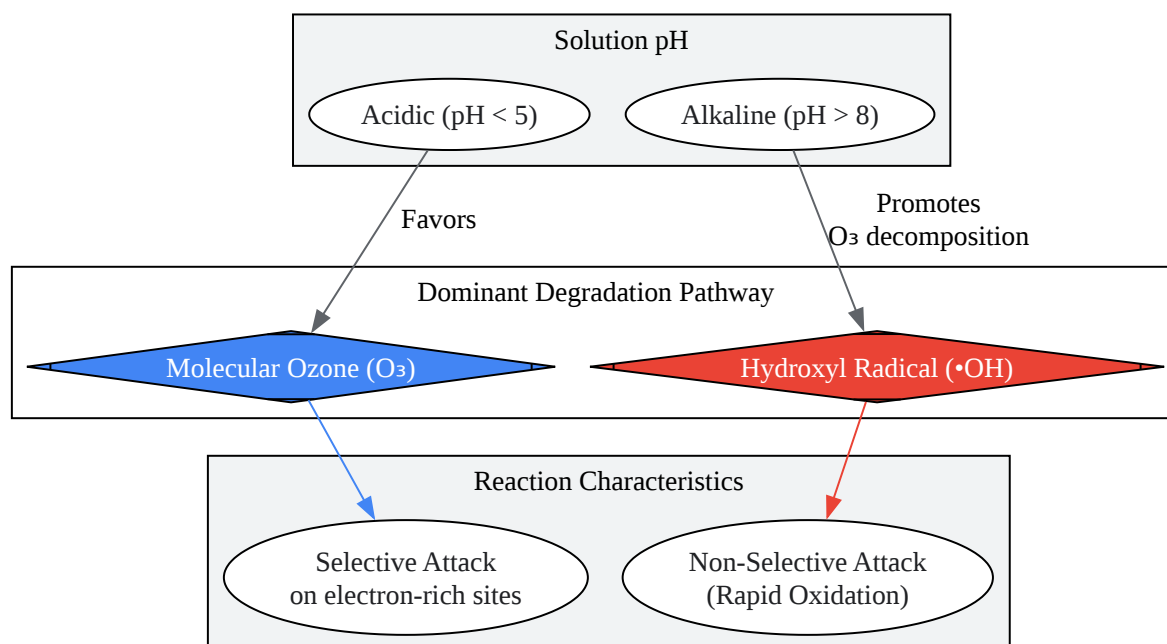 Solution pH
Acidic (pH < 5)
Alkaline (pH > 8)
Favors
Promotes
O₃ decomposition
Dominant Degradation Pathway
Molecular Ozone (O₃)
Hydroxyl Radical (•OH)
Reaction Characteristics
Selective Attack
on electron-rich sites
Non-Selective Attack
(Rapid Oxidation)